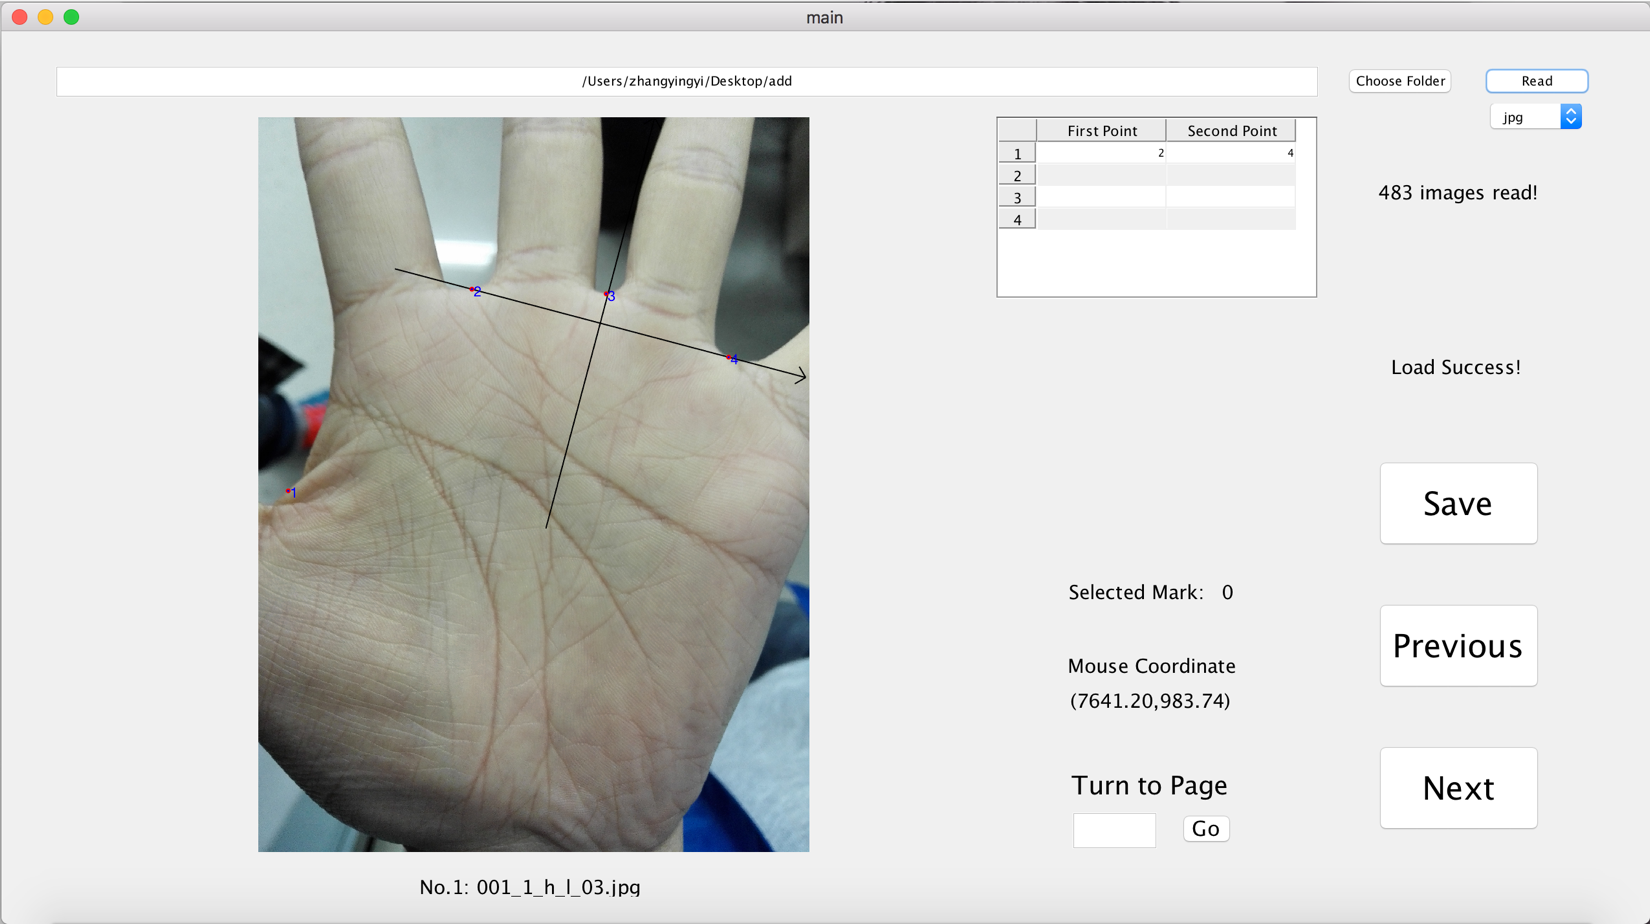 main
/Users/zhangyingyi/Desktop/add
Choose Folder
Read
jpg
First Point Second Point
1 2 4
2
3
4
483 images read!
2
3
4
1
Load Success!
Save
Selected Mark: 0
Previous
Mouse Coordinate
(7641.20,983.74)
Turn to Page
Go
Next
No.1: 001_1_h_l_03.jpg